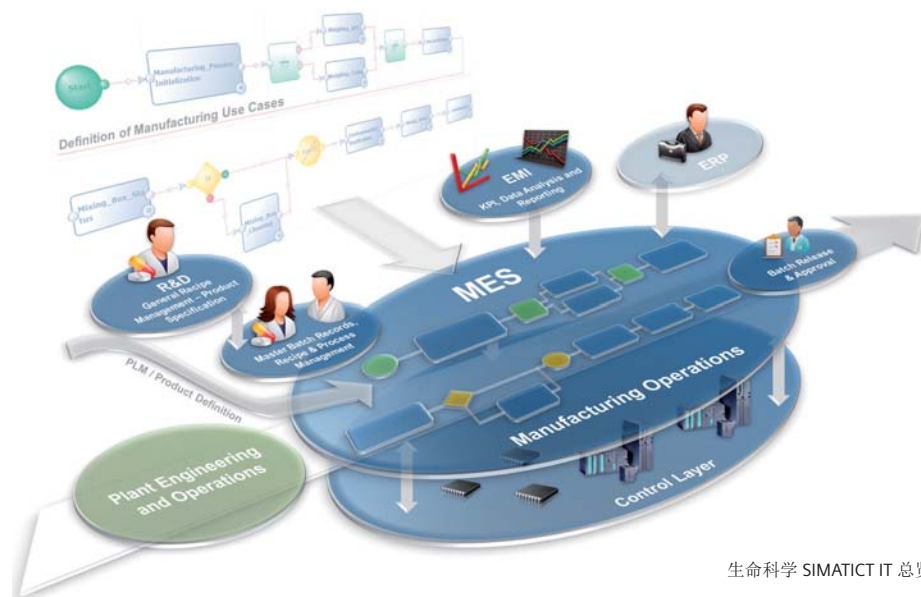 Start
Manufacturing_Process
Initialization
Definition of Manufacturing Use Cases
Mixing_Box_Sta
tus
EMI
KPI, Data Analysis and
Reporting
ERP
R&D
General Recipe
Management – Product
Specification
Master Batch Records,
Recipe & Process
Management
MES
Batch Release
& Approval
PLM / Product Definition
Manufacturing Operations
Plant Engineering
and Operations
Control Layer
生命科学 SIMATICT IT 总览